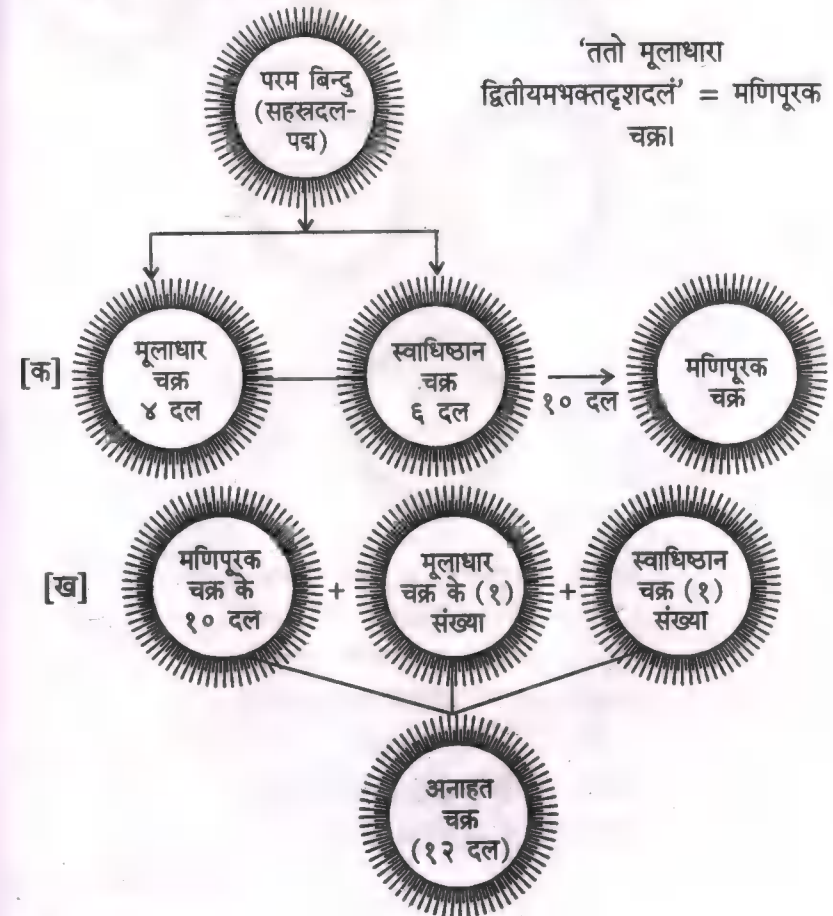 परम बिन्दु
(सहस्रदल-
पद्म)
'ततो मूलाधारा
द्वितीयमभक्तदृशदलं' = मणिपूरक
चक्र।
[क]
मूलाधार
चक्र
४ दल
स्वाधिष्ठान
चक्र
६ दल
१० दल
मणिपूरक
चक्र
[ख]
मणिपूरक
चक्र के
१० दल
+
मूलाधार
चक्र के (१)
संख्या
+
स्वाधिष्ठान
चक्र (१)
संख्या
अनाहत
चक्र
(१२ दल)